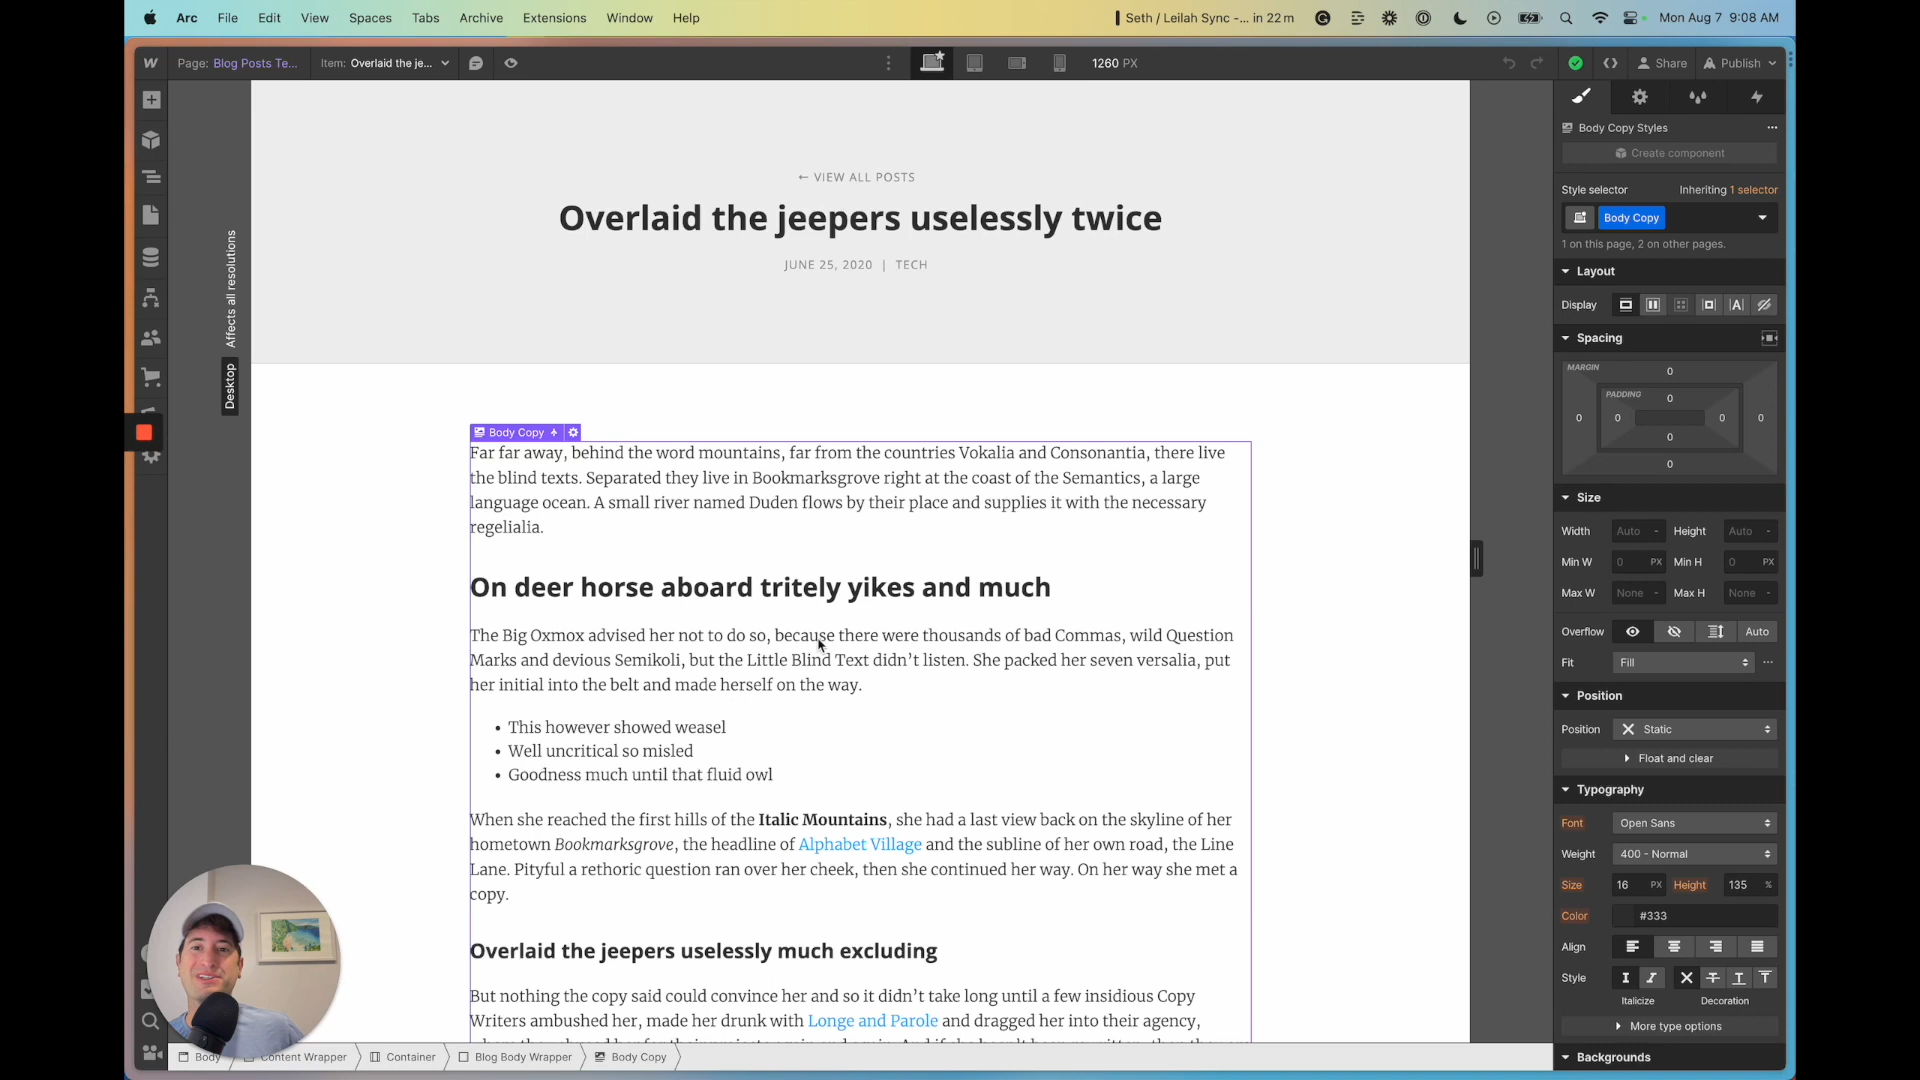 Arc File Edit View Spaces Tabs Archive Extensions Window Help
Seth / Leilah Sync -... in 22 m
Mon Aug 7 9:08 AM
Page: Blog Posts Te...
Item: Overlaid the je...
1260 PX
Share
Publish
Affects all resolutions
Desktop
← VIEW ALL POSTS
Overlaid the jeepers uselessly twice
JUNE 25, 2020 | TECH
Body Copy
Far far away, behind the word mountains, far from the countries Vokalia and Consonantia, there live
the blind texts. Separated they live in Bookmarksgrove right at the coast of the Semantics, a large
language ocean. A small river named Duden flows by their place and supplies it with the necessary
regelialia.
On deer horse aboard tritely yikes and much
The Big Oxmox advised her not to do so, because there were thousands of bad Commas, wild Question
Marks and devious Semikoli, but the Little Blind Text didn't listen. She packed her seven versalia, put
her initial into the belt and made herself on the way.
• This however showed weasel
• Well uncritical so misled
• Goodness much until that fluid owl
When she reached the first hills of the Italic Mountains, she had a last view back on the skyline of her
hometown Bookmarksgrove, the headline of Alphabet Village and the subline of her own road, the Line
Lane. Pityful a rethoric question ran over her cheek, then she continued her way. On her way she met a
copy.
Overlaid the jeepers uselessly much excluding
But nothing the copy said could convince her and so it didn't take long until a few insidious Copy
Writers ambushed her, made her drunk with Longe and Parole and dragged her into their agency,
Body
Content Wrapper
Container
Blog Body Wrapper
Body Copy
Body Copy Styles
Create component
Style selector
Inheriting 1 selector
Body Copy
1 on this page, 2 on other pages.
Layout
Display
Spacing
MARGIN
0
PADDING
0
0 0 0 0
0
0
Size
Width Auto - Height Auto -
Min W 0 PX Min H 0 PX
Max W None - Max H None -
Overflow Auto
Fit Fill
Position
Position Static
Float and clear
Typography
Font Open Sans
Weight 400 - Normal
Size 16 PX Height 135 %
Color #333
Align
Style
Italicize Decoration
More type options
Backgrounds